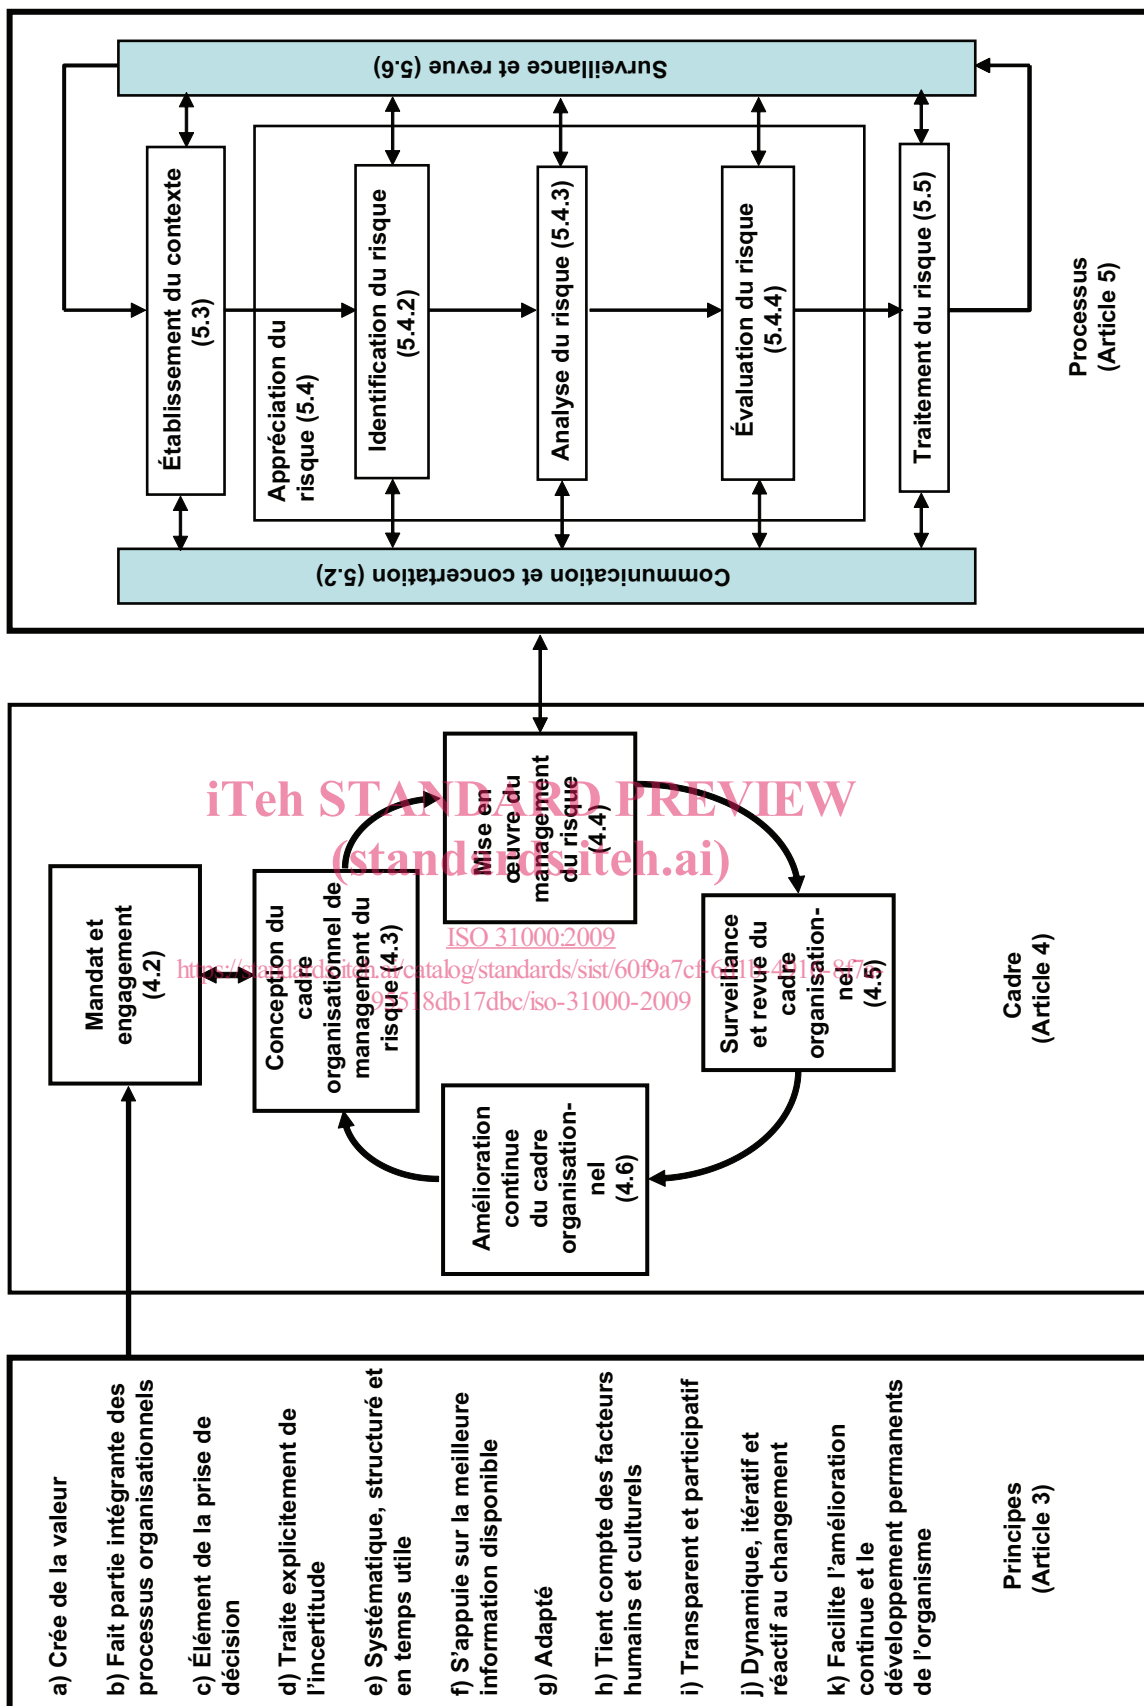 a) Crée de la valeur
b) Fait partie intégrante des
processus organisationnels
c) Élément de la prise de
décision
d) Traite explicitement de
l'incertitude
e) Systématique, structuré et
en temps utile
f) S'appuie sur la meilleure
information disponible
g) Adapté
h) Tient compte des facteurs
humains et culturels
i) Transparent et participatif
j) Dynamique, itératif et
réactif au changement
k) Facilite l'amélioration
continue et le
développement permanents
de l'organisme
Principes
(Article 3)
Mandat et
engagement
(4.2)
Conception du
cadre
organisationnel de
management du
risque (4.3)
Amélioration
continue
du cadre
organisation-
nel
(4.6)
Mise en
œuvre du
management
du risque
(4.4)
Surveillance
et revue du
cadre
organisation-
nel
(4.5)
Cadre
(Article 4)
Communication et concertation (5.2)
Établissement du contexte
(5.3)
Appréciation du
risque (5.4)
Identification du risque
(5.4.2)
Analyse du risque (5.4.3)
Évaluation du risque
(5.4.4)
Traitement du risque (5.5)
Surveillance et revue (5.6)
Processus
(Article 5)
iTeh STANDARD PREVIEW
(standards.iteh.ai)
ISO 31000:2009